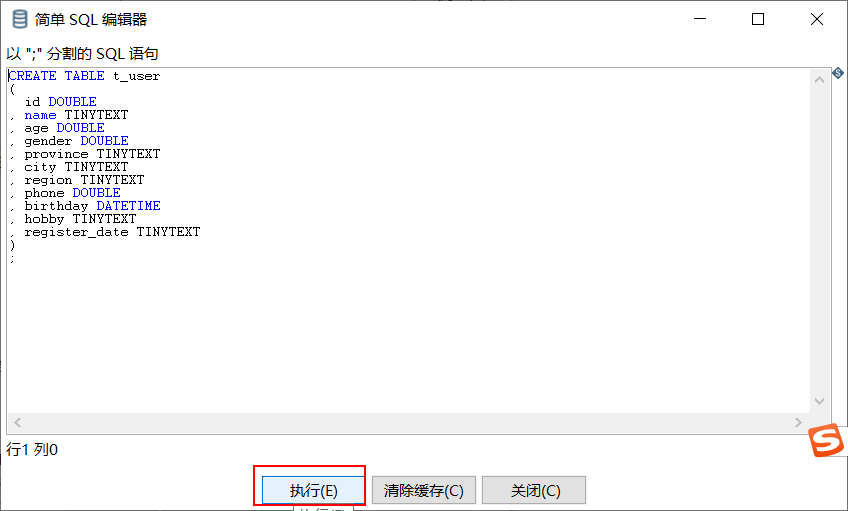 简单 SQL 编辑器
以 ";" 分割的 SQL 语句
CREATE TABLE t_user
(
  id DOUBLE
, name TINYTEXT
, age DOUBLE
, gender DOUBLE
, province TINYTEXT
, city TINYTEXT
, region TINYTEXT
, phone DOUBLE
, birthday DATETIME
, hobby TINYTEXT
, register_date TINYTEXT
)
;
行1 列0
执行(E) 清除缓存(C) 关闭(C)